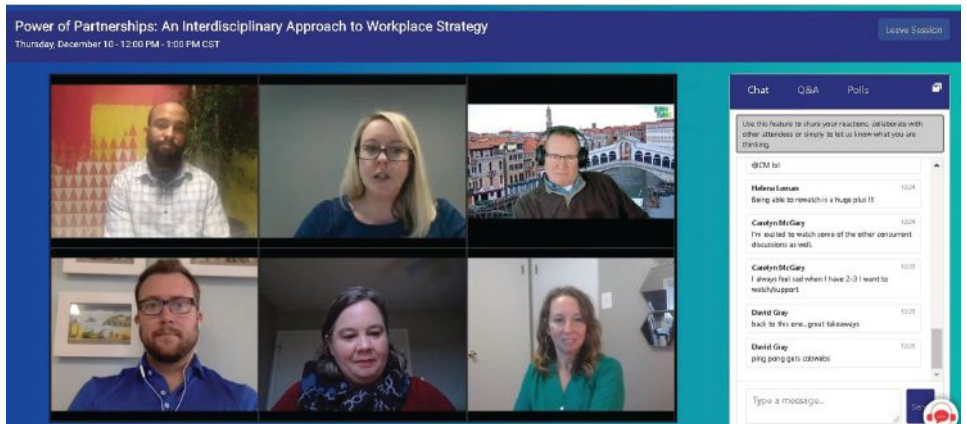 Power of Partnerships: An Interdisciplinary Approach to Workplace Strategy
Leave Session
Thursday, December 10 - 12:00 PM - 1:00 PM CST
Chat Q&A Polls
Use this feature to share your reactions, collaborate with
other attendees or simply to let us know what you are
thinking.
@CM lol
Helena Loman 12:24
Being able to rewatch is a huge plus !!!
Carolyn McGary 12:24
I'm excited to watch some of the other concurrent
discussions as well.
Carolyn McGary 12:25
I always feel sad when I have 2-3 I want to
watch/support
David Gray 12:25
back to this one...great takeaways
David Gray 12:25
ping pong gets cobwebs
Type a message...